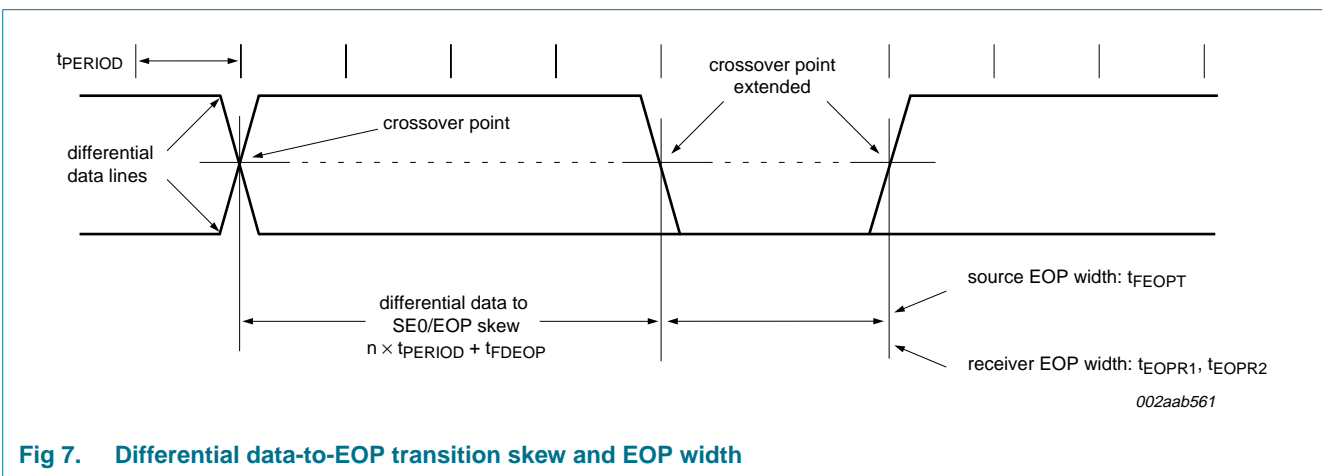 tPERIOD
crossover point
extended
crossover point
differential
data lines
differential data to
SE0/EOP skew
n × tPERIOD + tFDEOP
source EOP width: tFEOPT
receiver EOP width: tEOPR1, tEOPR2
002aab561
Fig 7. Differential data-to-EOP transition skew and EOP width